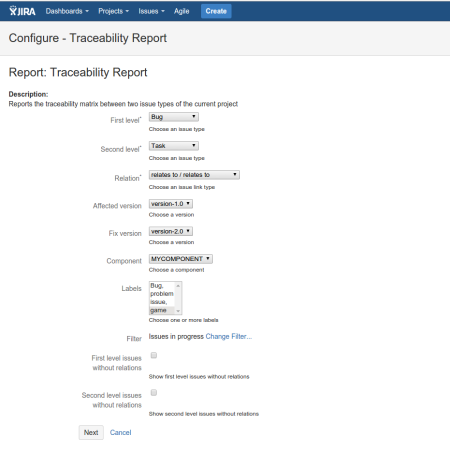 JIRA Dashboards Projects Issues Agile Create
Configure - Traceability Report
Report: Traceability Report
Description:
Reports the traceability matrix between two issue types of the current project
First level* Bug
Choose an issue type
Second level* Task
Choose an issue type
Relation* relates to / relates to
Choose an issue link type
Affected version version-1.0
Choose a version
Fix version version-2.0
Choose a version
Component MYCOMPONENT
Choose a component
Labels Bug,
problem
issue,
game
Choose one or more labels
Filter Issues in progress Change Filter...
First level issues
without relations
Show first level issues without relations
Second level issues
without relations
Show second level issues without relations
Next Cancel